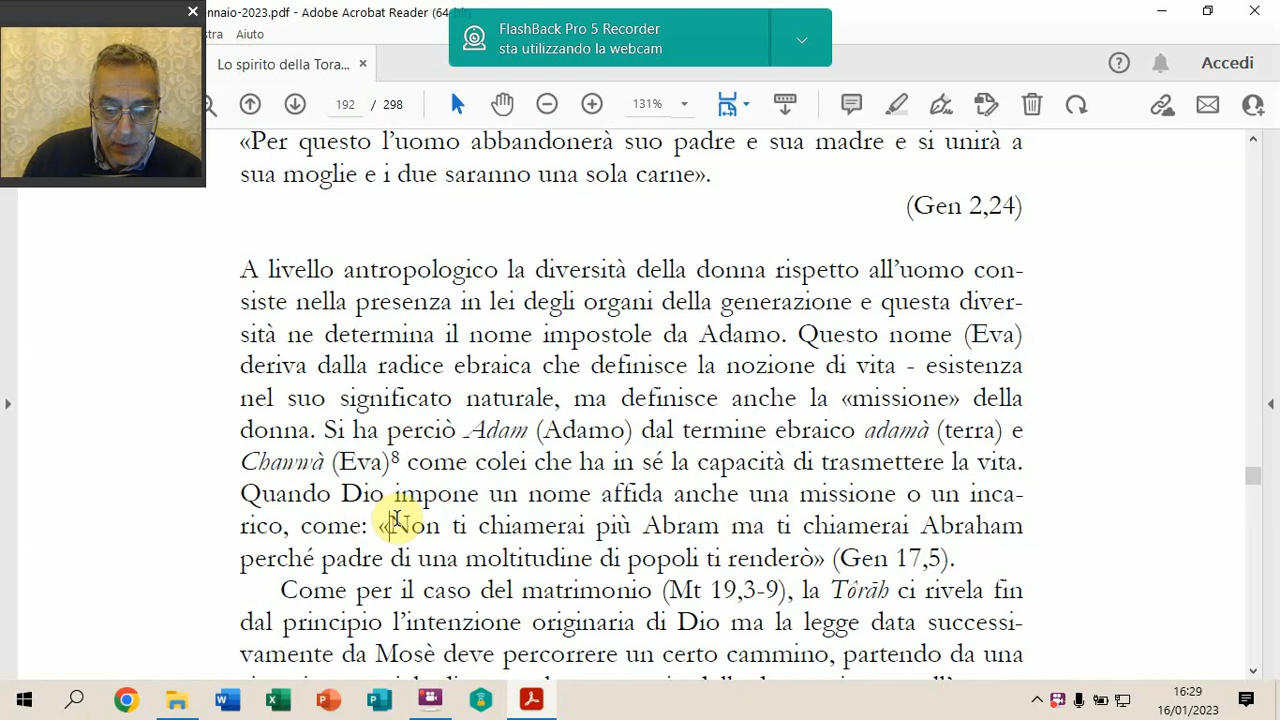 nnaio-2023.pdf - Adobe Acrobat Reader (64-bit)
FlashBack Pro 5 Recorder
sta utilizzando la webcam
stra Aiuto
Lo spirito della Tora...
Accedi
192 / 298
131%
«Per questo l'uomo abbandonerà suo padre e sua madre e si unirà a
sua moglie e i due saranno una sola carne».
(Gen 2,24)
A livello antropologico la diversità della donna rispetto all'uomo con-
siste nella presenza in lei degli organi della generazione e questa diver-
sità ne determina il nome impostole da Adamo. Questo nome (Eva)
deriva dalla radice ebraica che definisce la nozione di vita - esistenza
nel suo significato naturale, ma definisce anche la «missione» della
donna. Si ha perciò Adam (Adamo) dal termine ebraico adamà (terra) e
Chawwà (Eva)⁸ come colei che ha in sé la capacità di trasmettere la vita.
Quando Dio impone un nome affida anche una missione o un inca-
rico, come: «Non ti chiamerai più Abram ma ti chiamerai Abraham
perché padre di una moltitudine di popoli ti renderò» (Gen 17,5).
Come per il caso del matrimonio (Mt 19,3-9), la Tôrāh ci rivela fin
dal principio l'intenzione originaria di Dio ma la legge data successi-
vamente da Mosè deve percorrere un certo cammino, partendo da una
16:29
16/01/2023